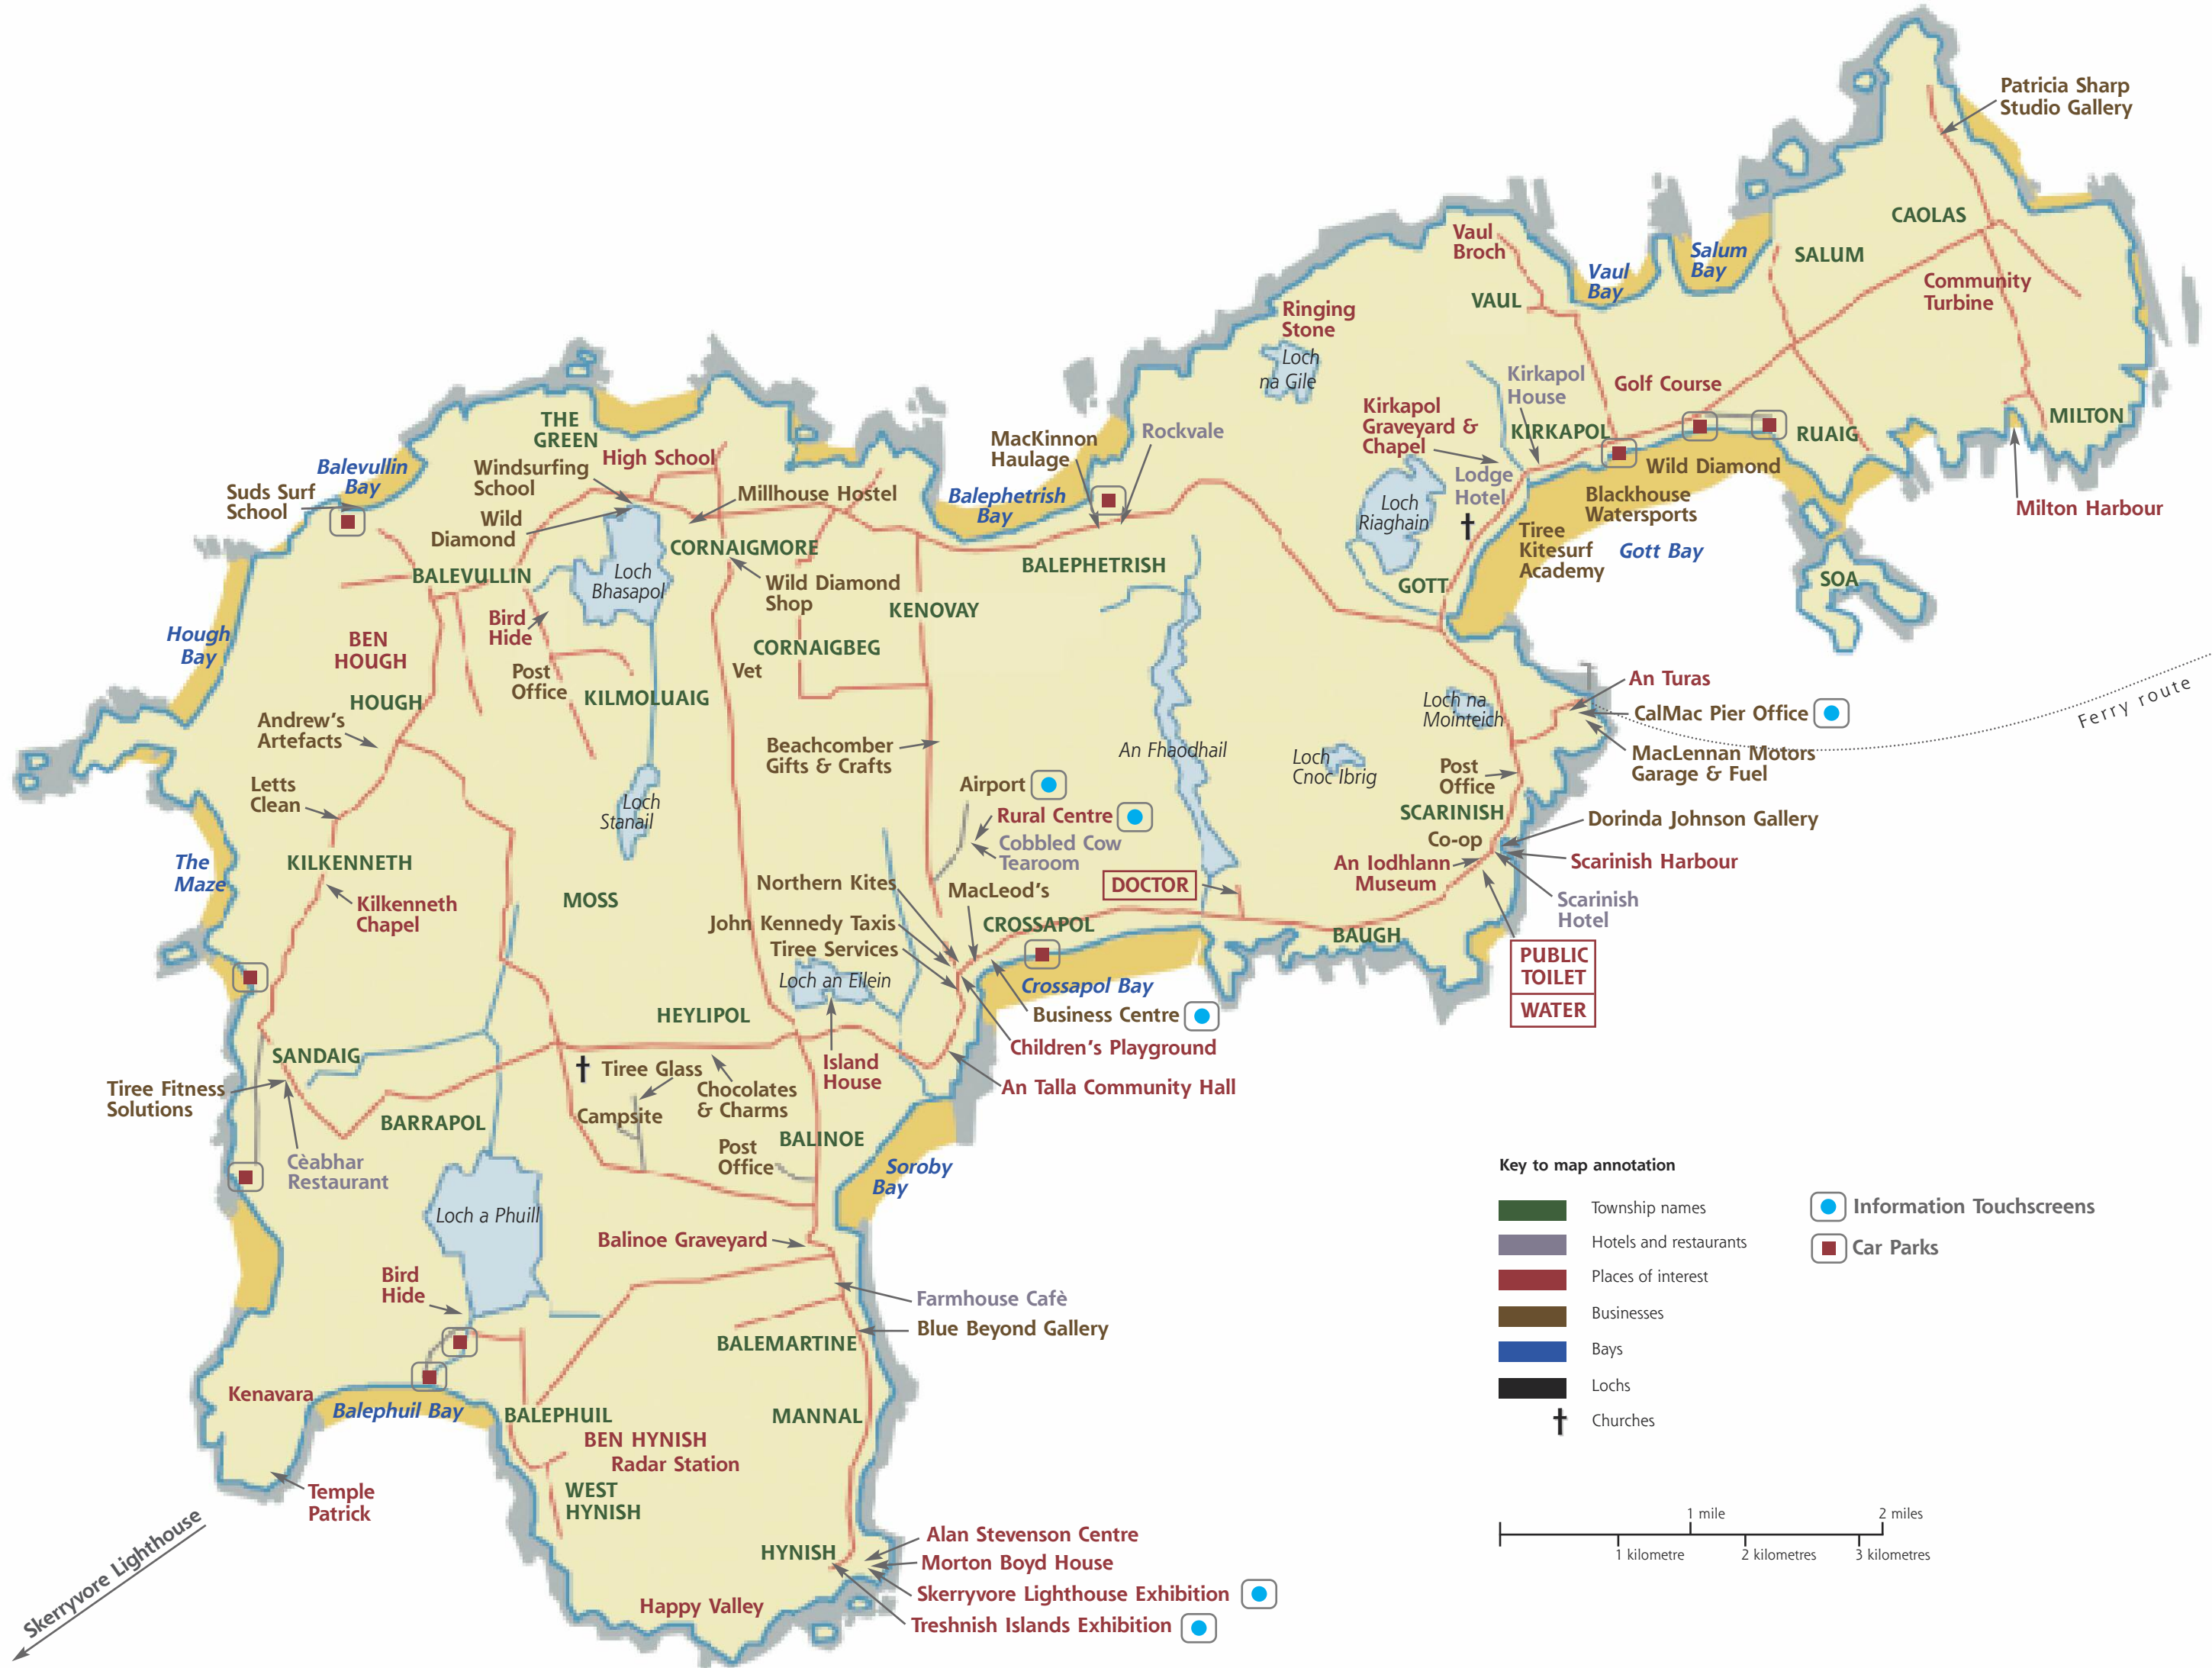 Patricia Sharp
Studio Gallery
CAOLAS
SALUM
Community
Turbine
MILTON
Milton Harbour
Salum
Bay
Vaul
Bay
Vaul
Broch
VAUL
Ringing
Stone
Loch
na Gile
Kirkapol
House
Golf Course
Kirkapol
Graveyard &
Chapel
KIRKAPOL
RUAIG
Wild Diamond
Lodge
Hotel
Blackhouse
Watersports
Loch
Riaghain
Tiree
Kitesurf
Academy
Gott Bay
GOTT
SOA
MacKinnon
Haulage
Rockvale
Balephetrish
Bay
BALEPHETRISH
THE
GREEN
High School
Windsurfing
School
Millhouse Hostel
Balevullin
Bay
Suds Surf
School
Wild
Diamond
CORNAIGMORE
BALEVULLIN
Loch
Bhasapol
Wild Diamond
Shop
KENOVAY
Hough
Bay
BEN
HOUGH
Bird
Hide
CORNAIGBEG
Post
Office
Vet
HOUGH
KILMOLUAIG
Andrew's
Artefacts
Beachcomber
Gifts & Crafts
An Fhaodhail
Loch na
Mointeich
Loch
Cnoc Ibrig
An Turas
CalMac Pier Office
Ferry route
MacLennan Motors
Garage & Fuel
Post
Office
SCARINISH
Dorinda Johnson Gallery
Co-op
An Iodhlann
Museum
Scarinish Harbour
Scarinish
Hotel
Letts
Clean
Loch
Stanail
Airport
Rural Centre
Cobbled Cow
Tearoom
The
Maze
KILKENNETH
Kilkenneth
Chapel
MOSS
Northern Kites
MacLeod's
DOCTOR
John Kennedy Taxis
CROSSAPOL
BAUGH
Tiree Services
PUBLIC
TOILET
WATER
Loch an Eilein
Crossapol Bay
HEYLIPOL
Business Centre
Children's Playground
SANDAIG
Island
House
An Talla Community Hall
Tiree Fitness
Solutions
Tiree Glass
Chocolates
& Charms
Campsite
BARRAPOL
Cèabhar
Restaurant
Post
Office
BALINOE
Soroby
Bay
Loch a Phuill
Balinoe Graveyard
Bird
Hide
Farmhouse Cafè
Blue Beyond Gallery
BALEMARTINE
Kenavara
Balephuil Bay
BALEPHUIL
MANNAL
BEN HYNISH
Radar Station
Temple
Patrick
WEST
HYNISH
Skerryvore Lighthouse
HYNISH
Alan Stevenson Centre
Morton Boyd House
Skerryvore Lighthouse Exhibition
Happy Valley
Treshnish Islands Exhibition
Key to map annotation
Township names
Hotels and restaurants
Places of interest
Businesses
Bays
Lochs
Churches
Information Touchscreens
Car Parks
1 mile
2 miles
1 kilometre
2 kilometres
3 kilometres